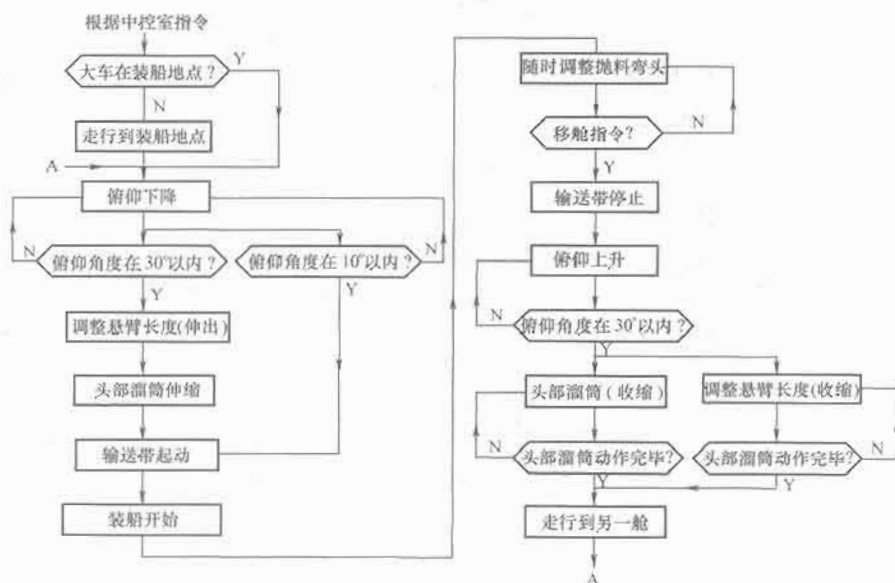 根据中控室指令
大车在装船地点?
Y
N
走行到装船地点
A
俯仰下降
N
俯仰角度在30°以内?
俯仰角度在10°以内?
N
Y
Y
调整悬臂长度(伸出)
头部溜筒伸缩
输送带起动
装船开始
随时调整抛料弯头
移舱指令?
N
Y
输送带停止
俯仰上升
N
俯仰角度在30°以内?
Y
头部溜筒(收缩)
调整悬臂长度(收缩)
N
头部溜筒动作完毕?
头部溜筒动作完毕?
N
Y
Y
走行到另一舱
A